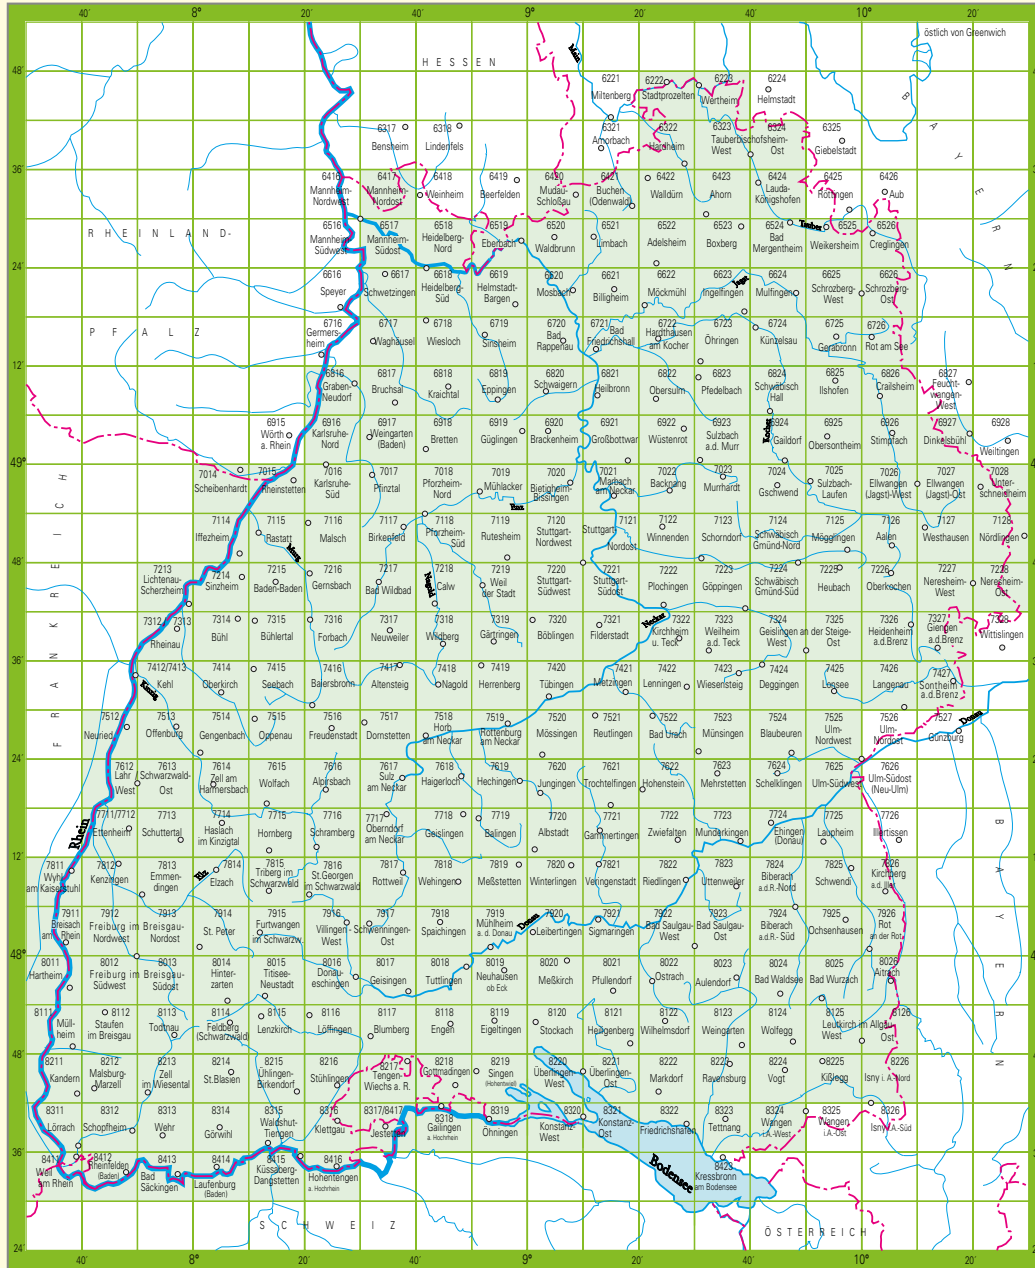 40' 8° 20' 40' 9° 20' 40' 10° 20'
östlich von Greenwich
HESSEN
Main
BAYERN
48'
6221 6222 6223 6224
Miltenberg Stadtprozelten Wertheim Helmstadt
6317 6318 6321 6322 6323 6324 6325
Bensheim Lindenfels Amorbach Hardheim Tauberbischofsheim-West Ost Giebelstadt
36'
6416 6417 6418 6419 6420 6421 6422 6423 6424 6425 6426
Mannheim-Nordwest Mannheim-Nordost Weinheim Beerfelden Mudau-Schloßau Buchen (Odenwald) Walldürn Ahorn Lauda-Königshofen Röttingen Aub
RHEINLAND-
6516 6517 6518 6519 6520 6521 6522 6523 6524 6525 6526
Mannheim-Südwest Mannheim-Südost Heidelberg-Nord Eberbach Waldbrunn Limbach Adelsheim Boxberg Bad Mergentheim Weikersheim Creglingen
Tauber
24'
6616 6617 6618 6619 6620 6621 6622 6623 6624 6625 6626
Speyer Schwetzingen Heidelberg-Süd Helmstadt-Bargen Mosbach Billigheim Möckmühl Ingelfingen Mulfingen Schrozberg-West Schrozberg-Ost
Jagst
PFALZ
6716 6717 6718 6719 6720 6721 6722 6723 6724 6725 6726
Germersheim Waghäusel Wiesloch Sinsheim Bad Rappenau Bad Friedrichshall Hardthausen am Kocher Öhringen Künzelsau Gerabronn Rot am See
12'
6816 6817 6818 6819 6820 6821 6822 6823 6824 6825 6826 6827
Graben-Neudorf Bruchsal Kraichtal Eppingen Schwaigern Heilbronn Obersulm Pfedelbach Schwäbisch Hall Ilshofen Crailsheim Feuchtwangen-West
6915 6916 6917 6918 6919 6920 6921 6922 6923 6924 6925 6926 6927 6928
Wörth a. Rhein Karlsruhe-Nord Weingarten (Baden) Bretten Güglingen Brackenheim Großbottwar Wüstenrot Sulzbach a.d. Murr Gaildorf Obersontheim Stimpfach Dinkelsbühl Weiltingen
Kocher
49°
7014 7015 7016 7017 7018 7019 7020 7021 7022 7023 7024 7025 7026 7027 7028
Scheibenhardt Rheinstetten Karlsruhe-Süd Pfinztal Pforzheim-Nord Mühlacker Bietigheim-Bissingen Marbach am Neckar Backnang Murrhardt Gschwend Sulzbach-Laufen Ellwangen (Jagst)-West Ellwangen (Jagst)-Ost Unterschneidheim
Enz
FRANKREICH
7114 7115 7116 7117 7118 7119 7120 7121 7122 7123 7124 7125 7126 7127 7128
Iffezheim Rastatt Malsch Birkenfeld Pforzheim-Süd Rutesheim Stuttgart-Nordwest Stuttgart-Nordost Winnenden Schorndorf Schwäbisch Gmünd-Nord Mögglingen Aalen Westhausen Nördlingen
Murg
48'
7213 7214 7215 7216 7217 7218 7219 7220 7221 7222 7223 7224 7225 7226 7227 7228
Lichtenau-Scherzheim Sinzheim Baden-Baden Gernsbach Bad Wildbad Calw Weil der Stadt Stuttgart-Südwest Stuttgart-Südost Plochingen Göppingen Schwäbisch Gmünd-Süd Heubach Oberkochen Neresheim-West Neresheim-Ost
Nagold
7312 / 7313 7314 7315 7316 7317 7318 7319 7320 7321 7322 7323 7324 7325 7326 7327 7328
Rheinau Bühl Bühlertal Forbach Neuweiler Wildberg Gärtringen Böblingen Filderstadt Kirchheim u. Teck Weilheim a.d. Teck Geislingen an der Steige-West Ost Heidenheim a.d.Brenz Giengen a.d.Brenz Wittislingen
Neckar
36'
7412/7413 7414 7415 7416 7417 7418 7419 7420 7421 7422 7423 7424 7425 7426 7427
Kehl Oberkirch Seebach Baiersbronn Altensteig Nagold Herrenberg Tübingen Metzingen Lenningen Wiesensteig Deggingen Lonsee Langenau Sontheim a.d.Brenz
Kinzig
7512 7513 7514 7515 7516 7517 7518 7519 7520 7521 7522 7523 7524 7525 7526 7527
Neuried Offenburg Gengenbach Oppenau Freudenstadt Dornstetten Horb am Neckar Rottenburg am Neckar Mössingen Reutlingen Bad Urach Münsingen Blaubeuren Ulm-Nordwest Ulm-Nordost Günzburg
Donau
24'
7612 7613 7614 7615 7616 7617 7618 7619 7620 7621 7622 7623 7624 7625 7626
Lahr West Schwarzwald-Ost Zell am Harmersbach Wolfach Alpirsbach Sulz am Neckar Haigerloch Hechingen Jungingen Trochtelfingen Hohenstein Mehrstetten Schelklingen Ulm-Südwest Ulm-Südost (Neu-Ulm)
7711/7712 7713 7714 7715 7716 7717 7718 7719 7720 7721 7722 7723 7724 7725 7726
Ettenheim Schuttertal Haslach im Kinzigtal Hornberg Schramberg Oberndorf am Neckar Geislingen Balingen Albstadt Gammertingen Zwiefalten Munderkingen Ehingen (Donau) Laupheim Illertissen
Rhein
BAYERN
12'
7811 7812 7813 7814 7815 7816 7817 7818 7819 7820 7821 7822 7823 7824 7825 7826
Wyhl am Kaiserstuhl Kenzingen Emmendingen Elzach Triberg im Schwarzwald St.Georgen im Schwarzwald Rottweil Wehingen Meßstetten Winterlingen Veringenstadt Riedlingen Uttenweiler Biberach a.d.R.-Nord Schwendi Kirchberg a.d. Iller
Elz
7911 7912 7913 7914 7915 7916 7917 7918 7919 7920 7921 7922 7923 7924 7925 7926
Breisach am Rhein Freiburg im Breisgau-Nordwest Nordost St. Peter Furtwangen im Schwarzw. Villingen-West Schwenningen-Ost Spaichingen Mühlheim a. d. Donau Leibertingen Sigmaringen Bad Saulgau-West Bad Saulgau-Ost Biberach a.d.R.- Süd Ochsenhausen Rot an der Rot
Donau
48°
8011 8012 8013 8014 8015 8016 8017 8018 8019 8020 8021 8022 8023 8024 8025 8026
Hartheim Freiburg im Breisgau-Südwest Südost Hinterzarten Titisee-Neustadt Donaueschingen Geisingen Tuttlingen Neuhausen ob Eck Meßkirch Pfullendorf Ostrach Aulendorf Bad Waldsee Bad Wurzach Aitrach
8111 8112 8113 8114 8115 8116 8117 8118 8119 8120 8121 8122 8123 8124 8125 8126
Müllheim Staufen im Breisgau Todtnau Feldberg (Schwarzwald) Lenzkirch Löffingen Blumberg Engen Eigeltingen Stockach Heiligenberg Wilhelmsdorf Weingarten Wolfegg Leutkirch im Allgäu-West Ost
48'
8211 8212 8213 8214 8215 8216 8217 8218 8219 8220 8221 8222 8223 8224 8225 8226
Kandern Malsburg-Marzell Zell im Wiesental St.Blasien Ühlingen-Birkendorf Stühlingen Tengen-Wiechs a. R. Gottmadingen Singen (Hohentwiel) Überlingen-West Überlingen-Ost Markdorf Ravensburg Vogt Kißlegg Isny i. A.-Nord
8311 8312 8313 8314 8315 8316 8317/8417 8318 8319 8320 8321 8322 8323 8324 8325 8326
Lörrach Schopfheim Wehr Görwihl Waldshut-Tiengen Klettgau Jestetten Gailingen a. Hochrhein Öhningen Konstanz-West Konstanz-Ost Friedrichshafen Tettnang Wangen i.A.-West Wangen i.A.-Ost Isny i.A.-Süd
36'
8411 8412 8413 8414 8415 8416 8423
Weil am Rhein Rheinfelden (Baden) Bad Säckingen Laufenburg (Baden) Küssaberg-Dangstetten Hohentengen a. Hochrhein Kressbronn am Bodensee
Bodensee
SCHWEIZ
ÖSTERREICH
24'
40' 8° 20' 40' 9° 20' 40' 10° 20'